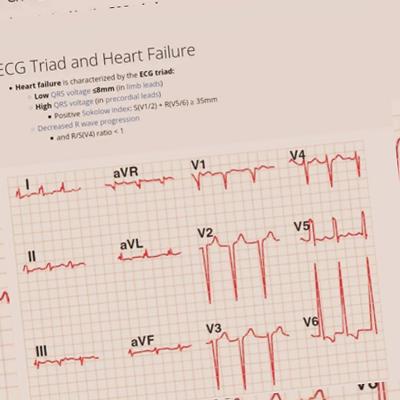 ECG Triad and Heart Failure
• Heart failure is characterized by the ECG triad:
Low QRS voltage ≤8mm (in limb leads)
High QRS voltage (in precordial leads)
▪ Positive Sokolow index: S(V1/2) + R(V5/6) ≥ 35mm
Decreased R wave progression
▪ and R/S(V4) ratio < 1
I aVR V1 V4
II aVL V2 V5
III aVF V3 V6